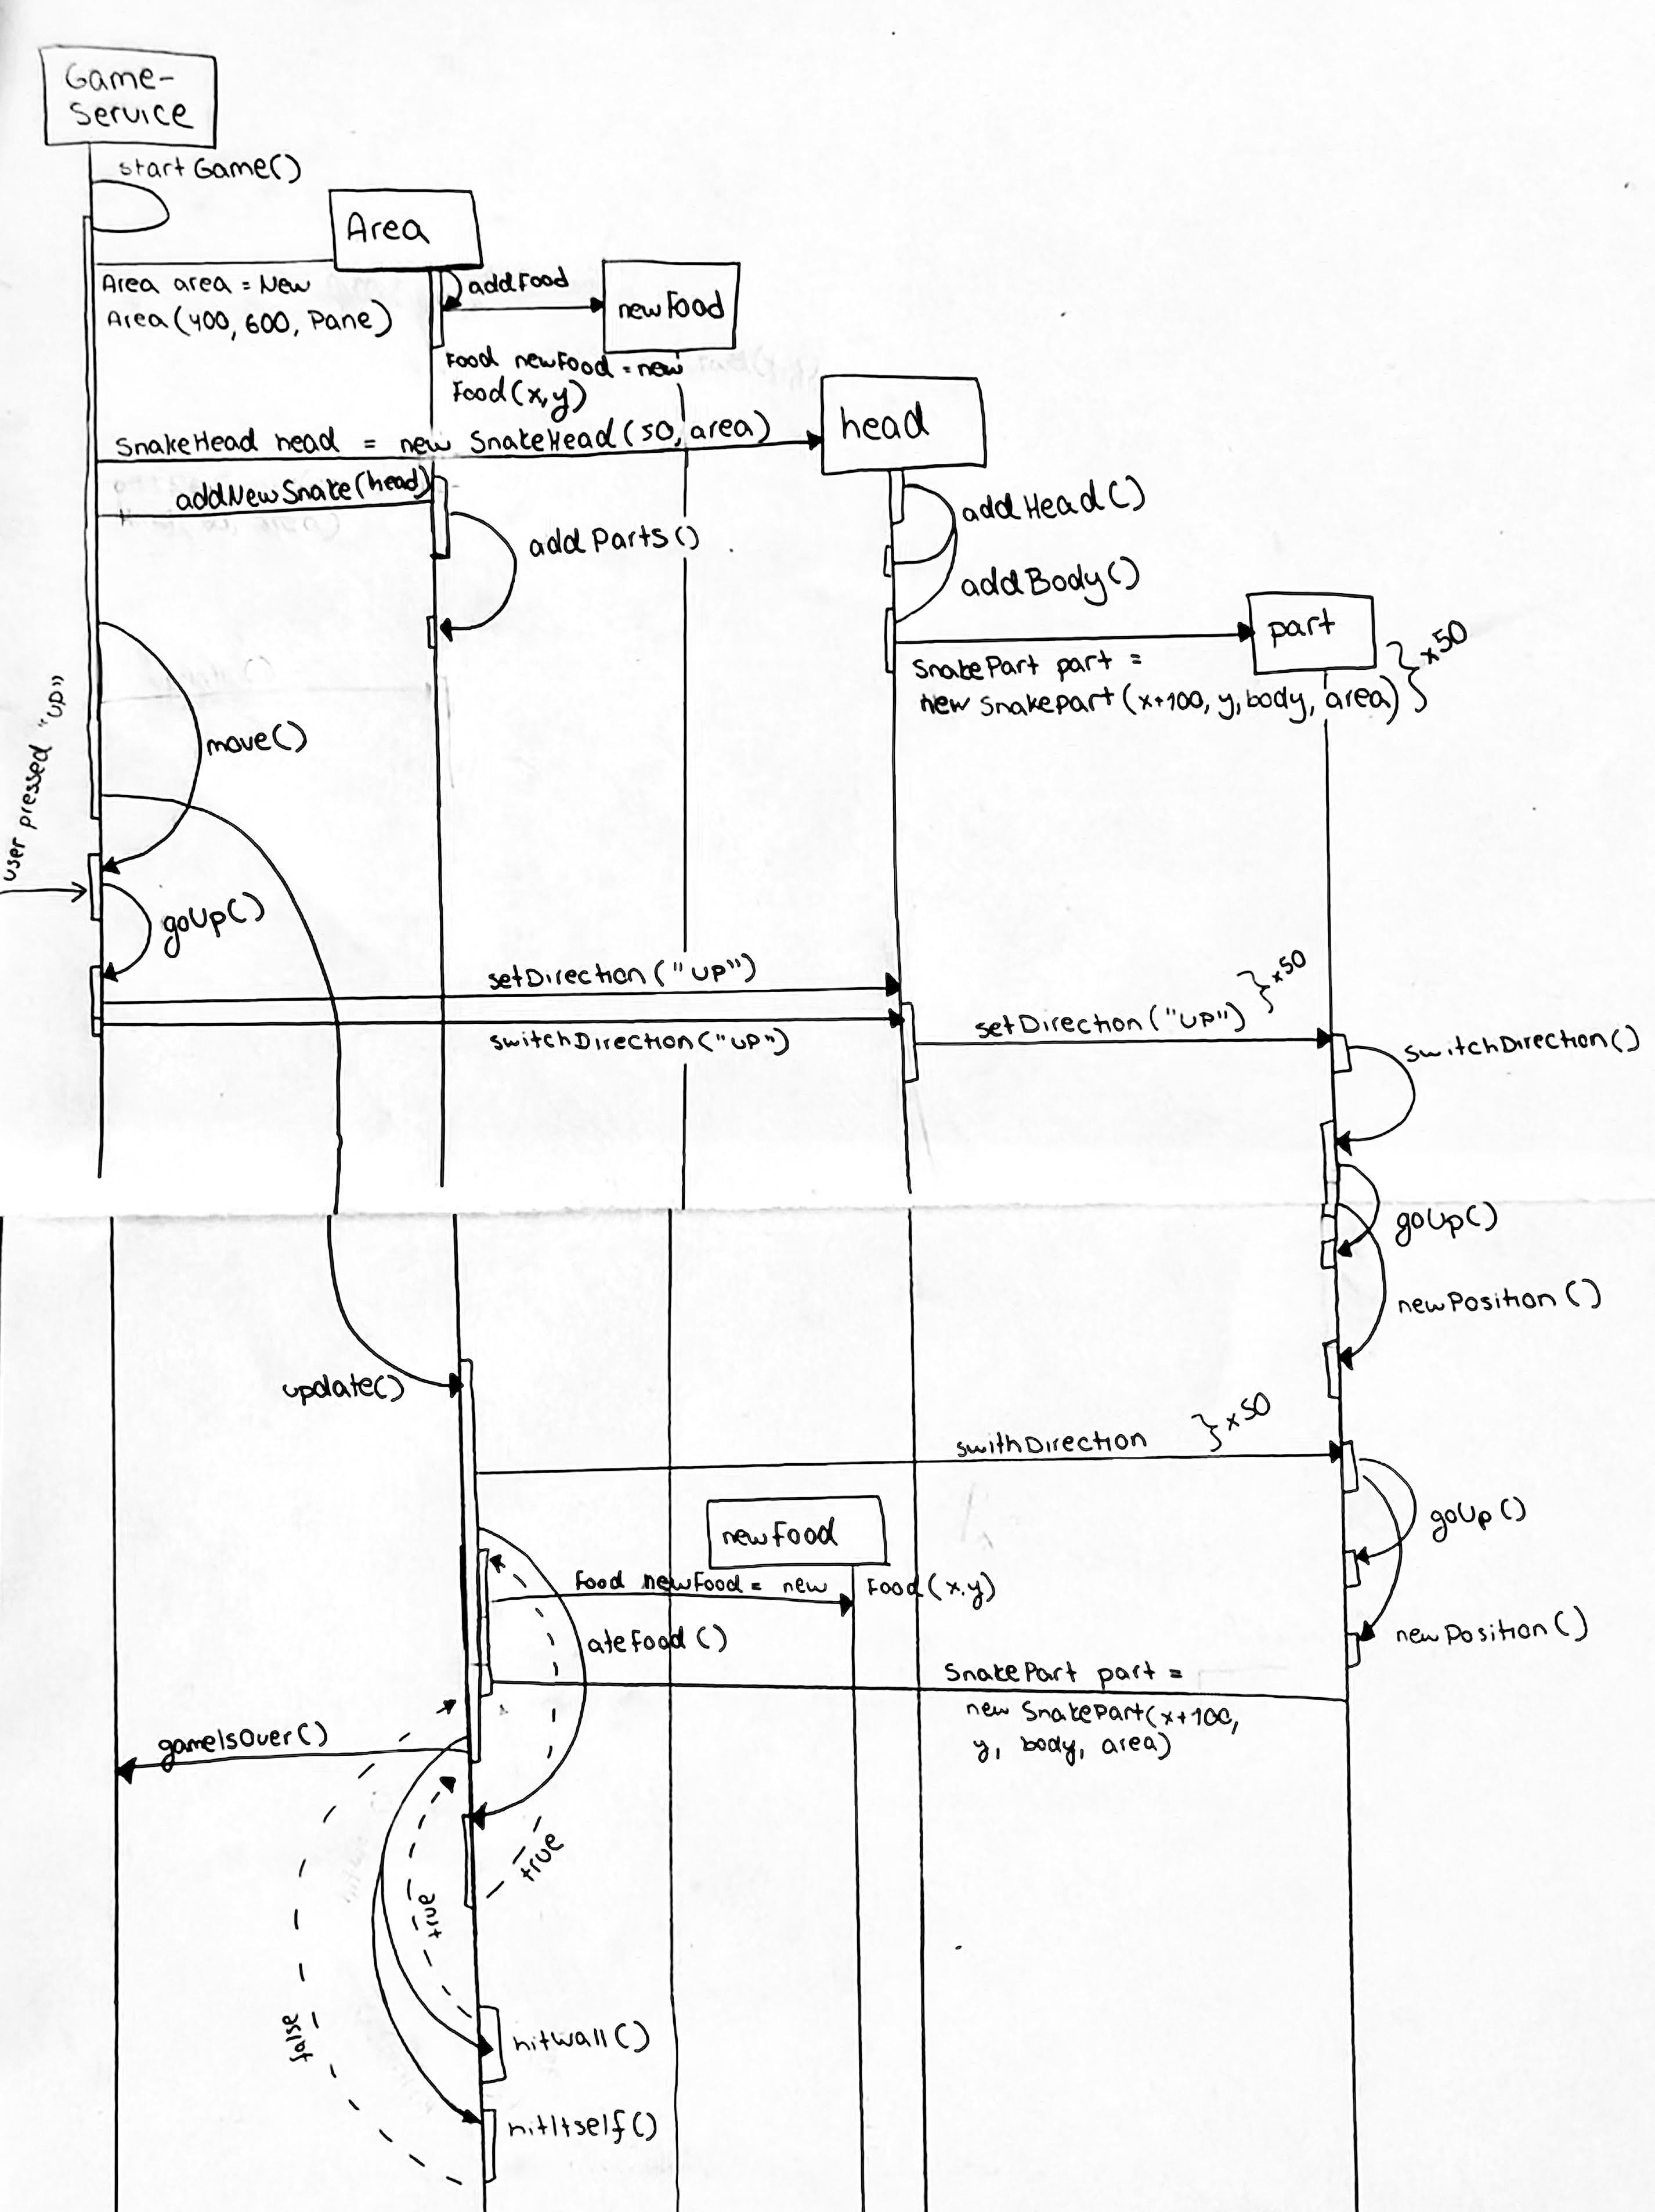 Game-
Service
startGame()
Area
Area area = New
Area(400, 600, Pane)
addFood
newFood
Food newFood = new
Food(x,y)
SnakeHead head = new SnakeHead(50, area)
head
addNewSnake(head)
addParts()
addHead()
addBody()
part
SnakePart part =
new Snakepart(x+100, y, body, area)
x50
move()
user pressed "up"
goUp()
setDirection("up")
switchDirection("up")
setDirection("up")
x50
switchDirection()
goUp()
newPosition()
update()
swithDirection
x50
goUp()
newPosition()
newFood
Food newFood = new Food(x,y)
ateFood()
SnakePart part =
new SnakePart(x+100,
y, body, area)
gameIsOver()
true
true
false
hitwall()
hitItself()